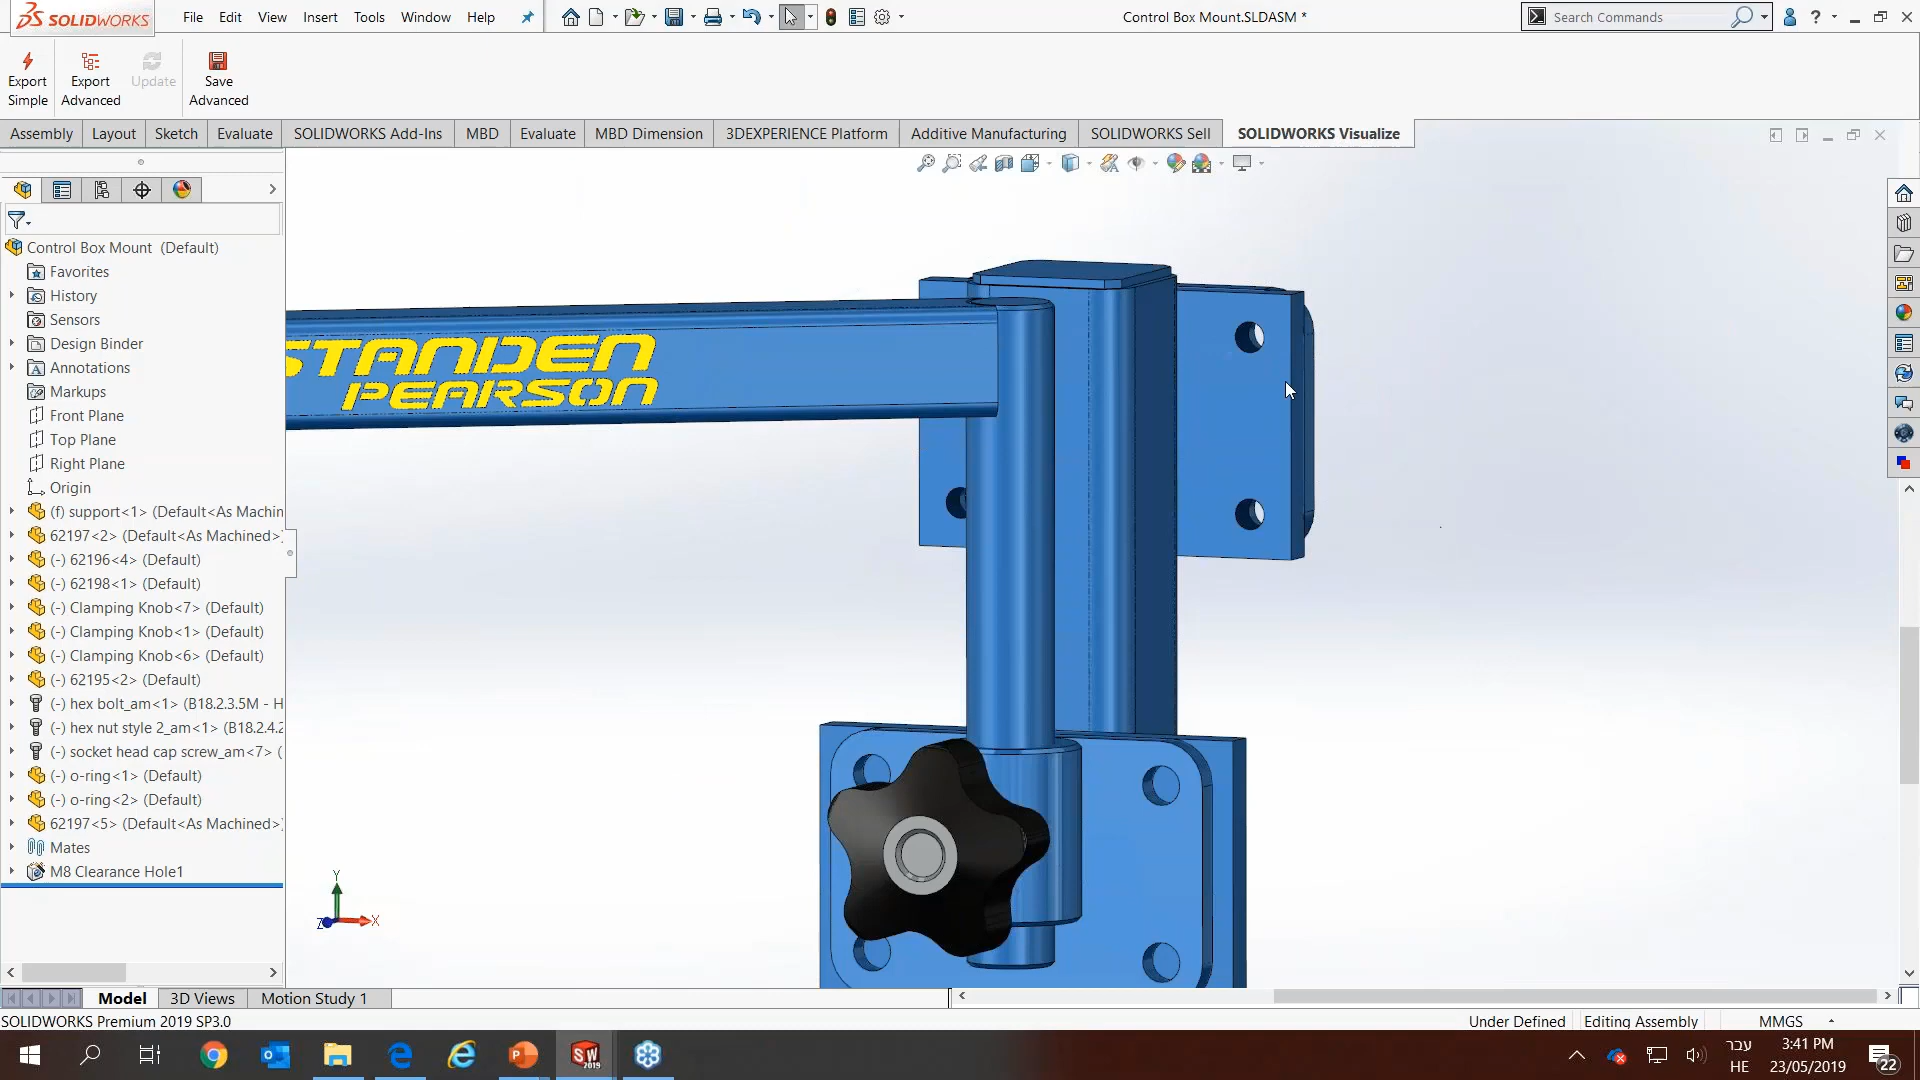 SOLIDWORKS
File Edit View Insert Tools Window Help
Control Box Mount.SLDASM *
Search Commands
Export Simple
Export Advanced
Update
Save Advanced
Assembly Layout Sketch Evaluate SOLIDWORKS Add-Ins MBD Evaluate MBD Dimension 3DEXPERIENCE Platform Additive Manufacturing SOLIDWORKS Sell SOLIDWORKS Visualize
Control Box Mount (Default)
Favorites
History
Sensors
Design Binder
Annotations
Markups
Front Plane
Top Plane
Right Plane
Origin
(f) support<1> (Default<As Machin
62197<2> (Default<As Machined>
(-) 62196<4> (Default)
(-) 62198<1> (Default)
(-) Clamping Knob<7> (Default)
(-) Clamping Knob<1> (Default)
(-) Clamping Knob<6> (Default)
(-) 62195<2> (Default)
(-) hex bolt_am<1> (B18.2.3.5M - H
(-) hex nut style 2_am<1> (B18.2.4.2
(-) socket head cap screw_am<7> (
(-) o-ring<1> (Default)
(-) o-ring<2> (Default)
62197<5> (Default<As Machined>
Mates
M8 Clearance Hole1
STANDEN
PEARSON
Y
Z X
Model 3D Views Motion Study 1
SOLIDWORKS Premium 2019 SP3.0
Under Defined Editing Assembly MMGS
SW 2019
עבר
HE
3:41 PM
23/05/2019
22